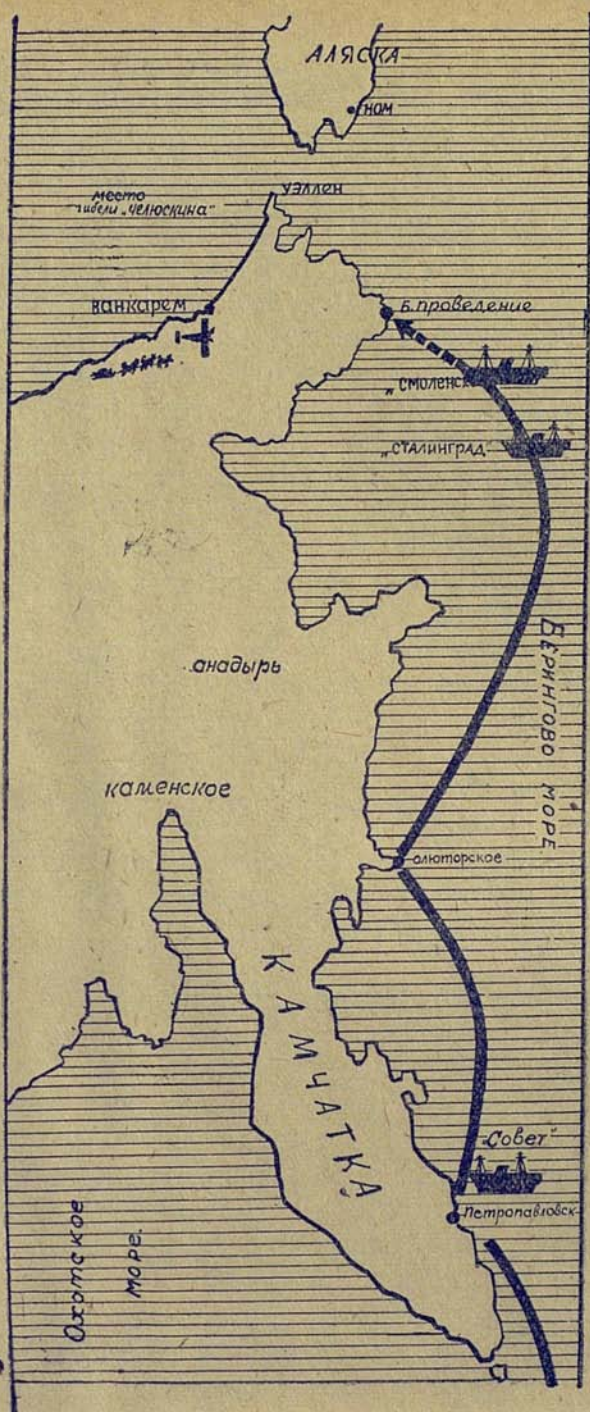 АЛЯСКА
НОМ
УЭЛЛЕН
место
гибели „Челюскина"
ванкарем
Б.Проведение
„Смоленск
„Сталинград"
Берингово море
анадырь
каменское
олюторское
КАМЧАТКА
„Совет"
Петропавловск
Охотское
море.